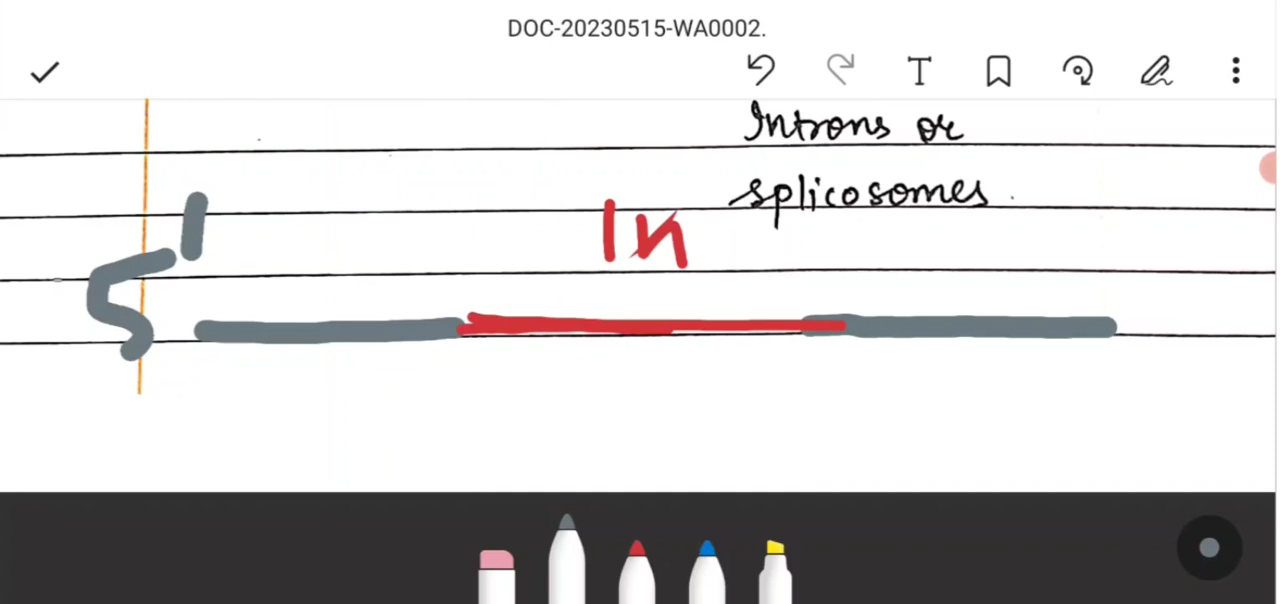 DOC-20230515-WA0002.
Introns or
splicosomes.
In
5'